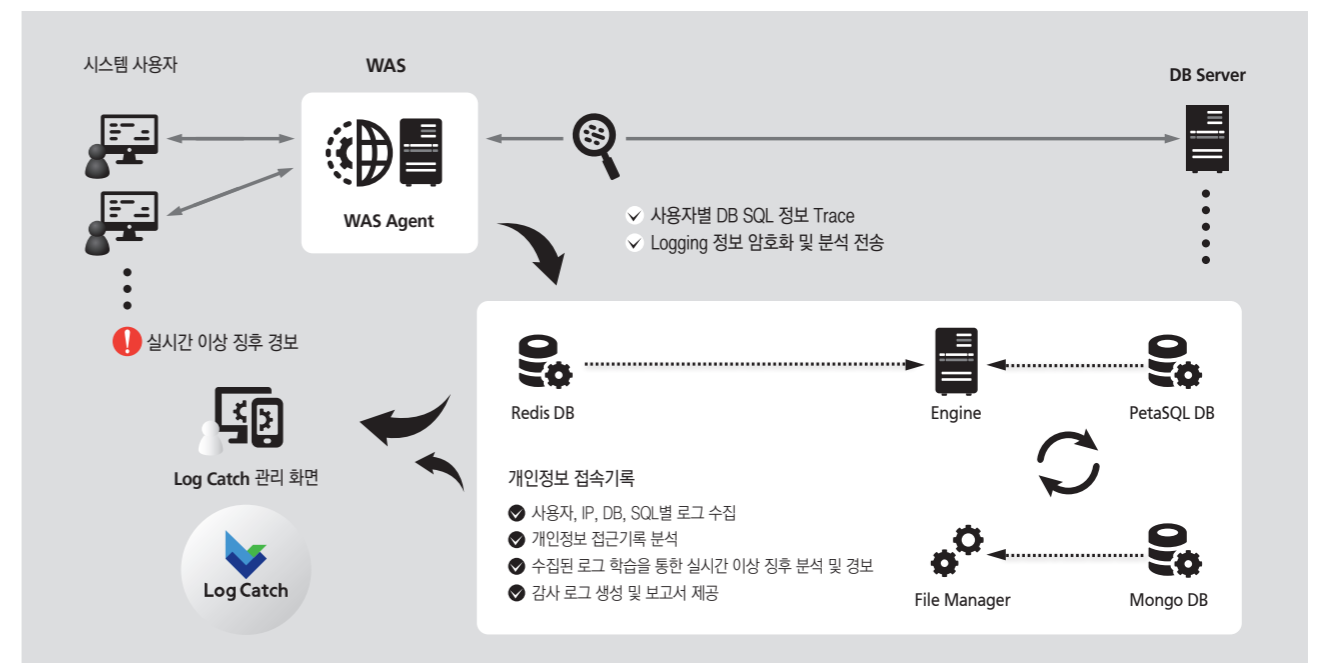 시스템 사용자
WAS
DB Server
WAS Agent
사용자별 DB SQL 정보 Trace
Logging 정보 암호화 및 분석 전송
실시간 이상 징후 경보
Redis DB
Engine
PetaSQL DB
Log Catch 관리 화면
개인정보 접속기록
사용자, IP, DB, SQL별 로그 수집
개인정보 접근기록 분석
수집된 로그 학습을 통한 실시간 이상 징후 분석 및 경보
감사 로그 생성 및 보고서 제공
File Manager
Mongo DB
Log Catch